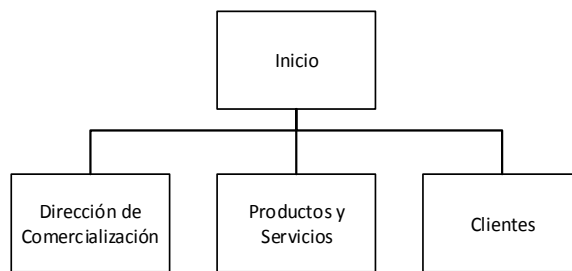 Inicio
Dirección de
Comercialización
Productos y
Servicios
Clientes